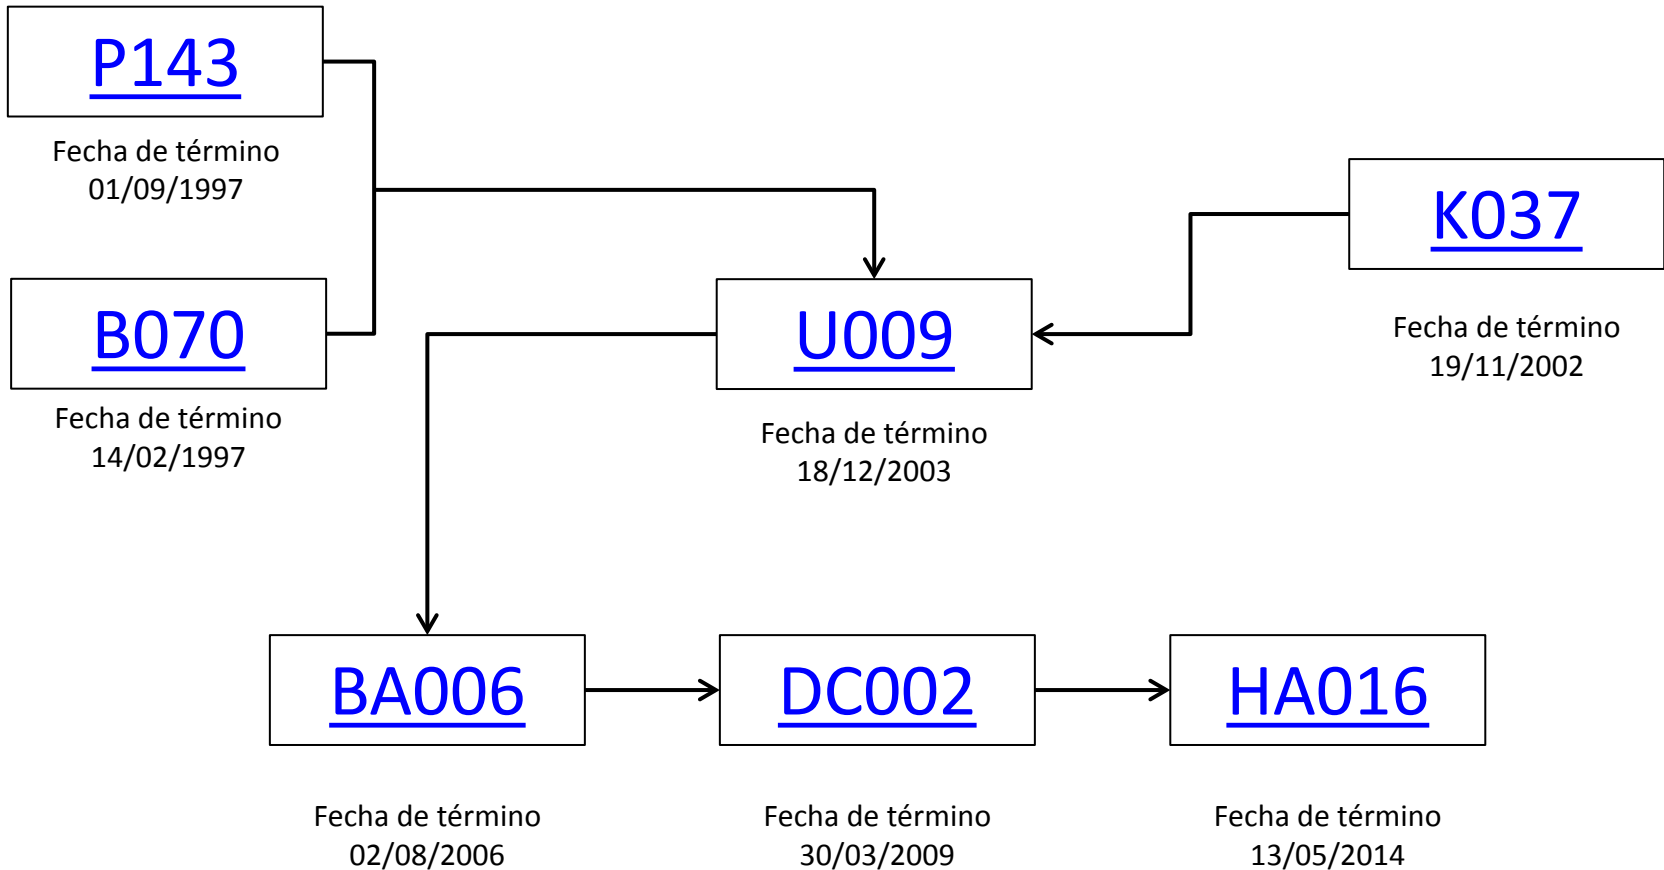 P143
Fecha de término
01/09/1997
K037
Fecha de término
19/11/2002
B070
Fecha de término
14/02/1997
U009
Fecha de término
18/12/2003
BA006
Fecha de término
02/08/2006
DC002
Fecha de término
30/03/2009
HA016
Fecha de término
13/05/2014